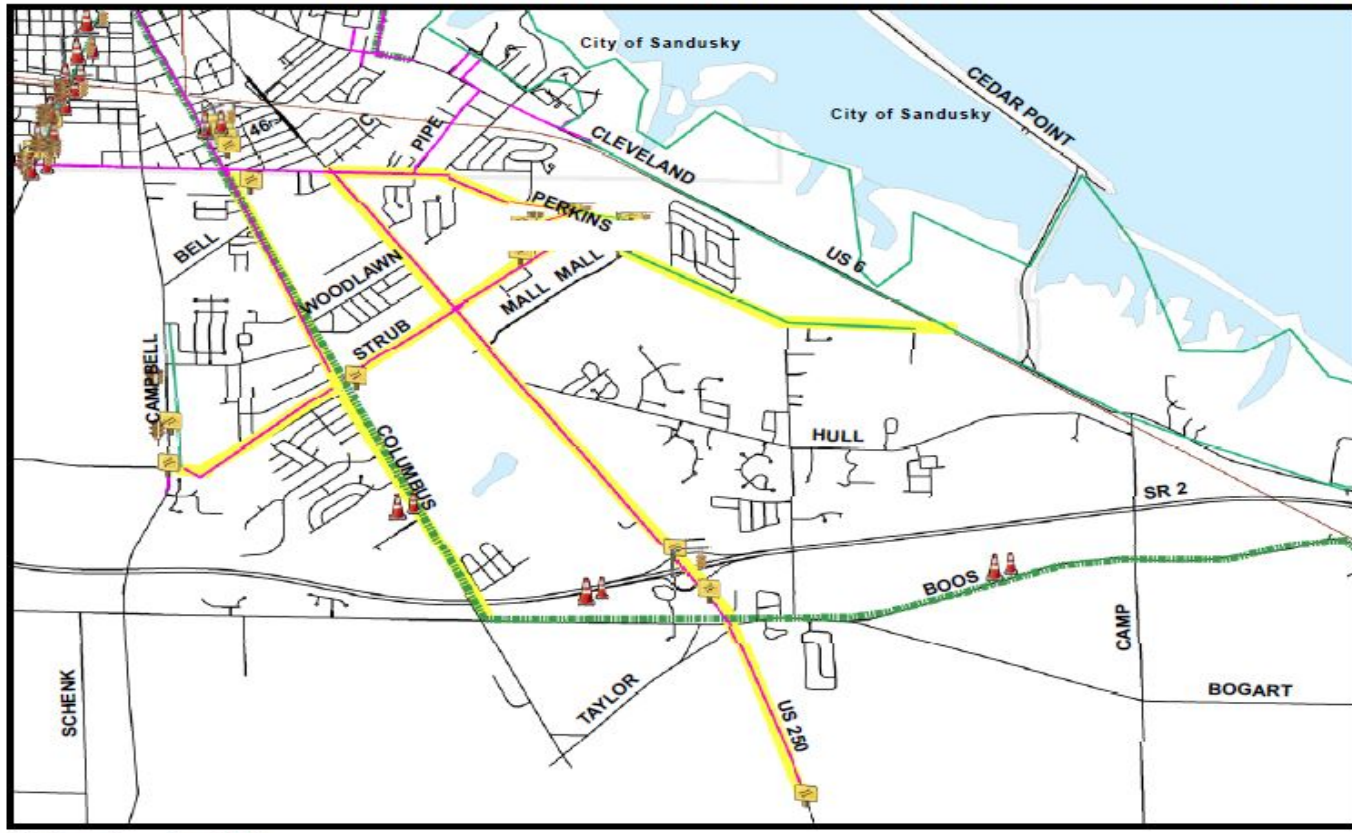 City of Sandusky
CEDAR POINT
City of Sandusky
PIPE
CLEVELAND
PERKINS
BELL
WOODLAWN
US 6
MALL MALL
STRUB
CAMPBELL
COLUMBUS
HULL
SR 2
BOOS
CAMP
SCHENK
TAYLOR
US 250
BOGART